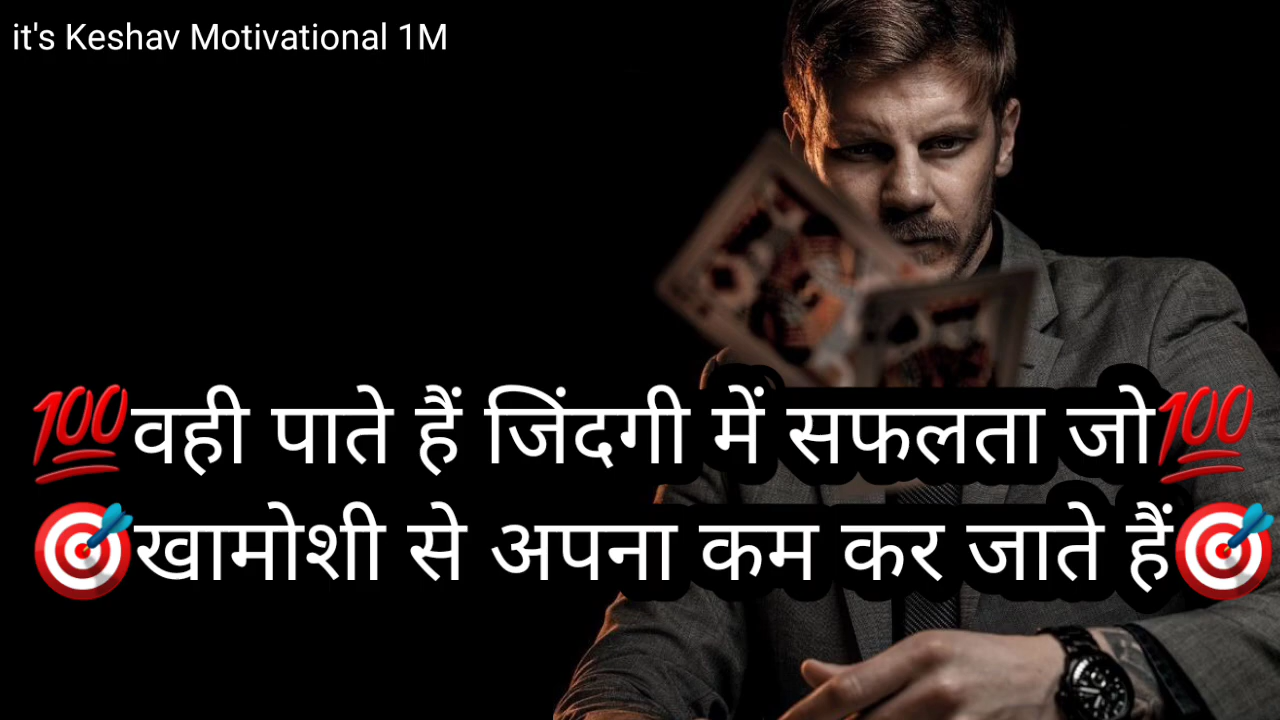 it's Keshav Motivational 1M
💯वही पाते हैं जिंदगी में सफलता जो💯
🎯खामोशी से अपना कम कर जाते हैं🎯